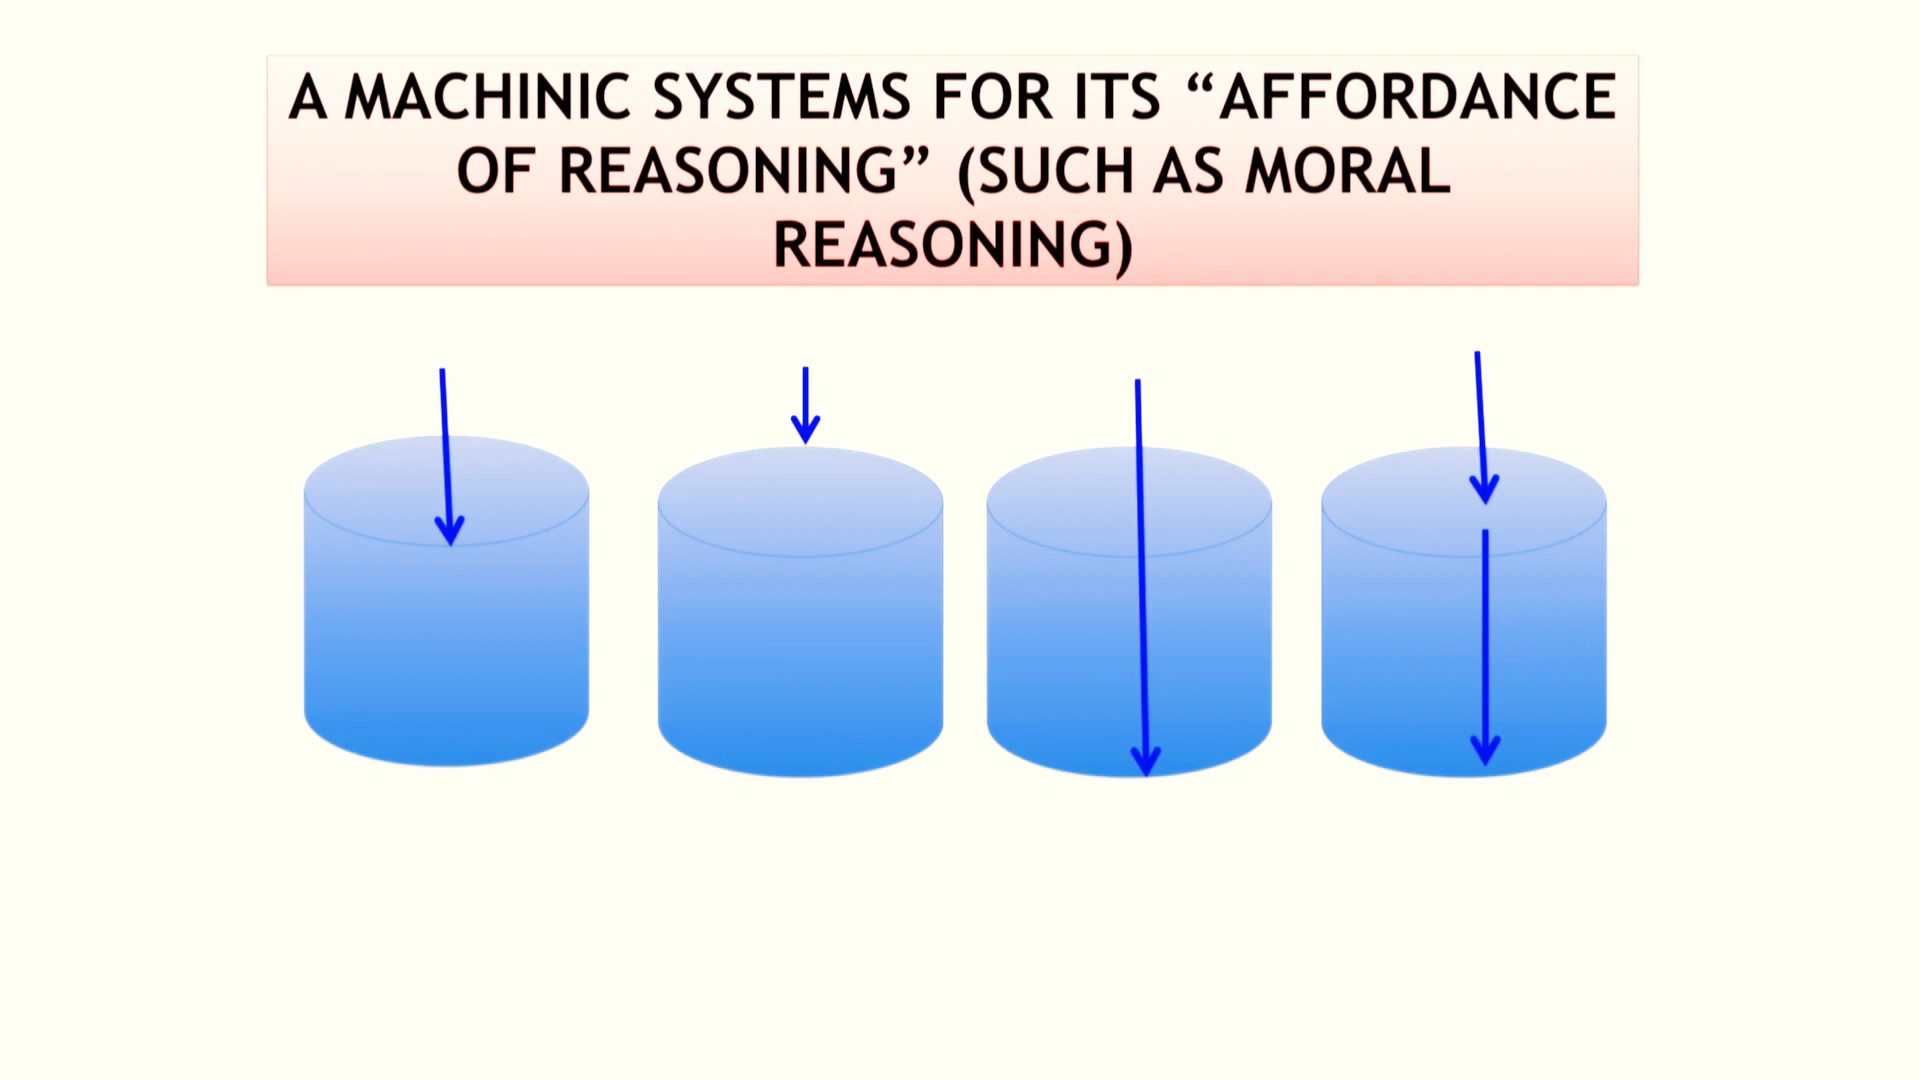 A MACHINIC SYSTEMS FOR ITS “AFFORDANCE
OF REASONING” (SUCH AS MORAL
REASONING)